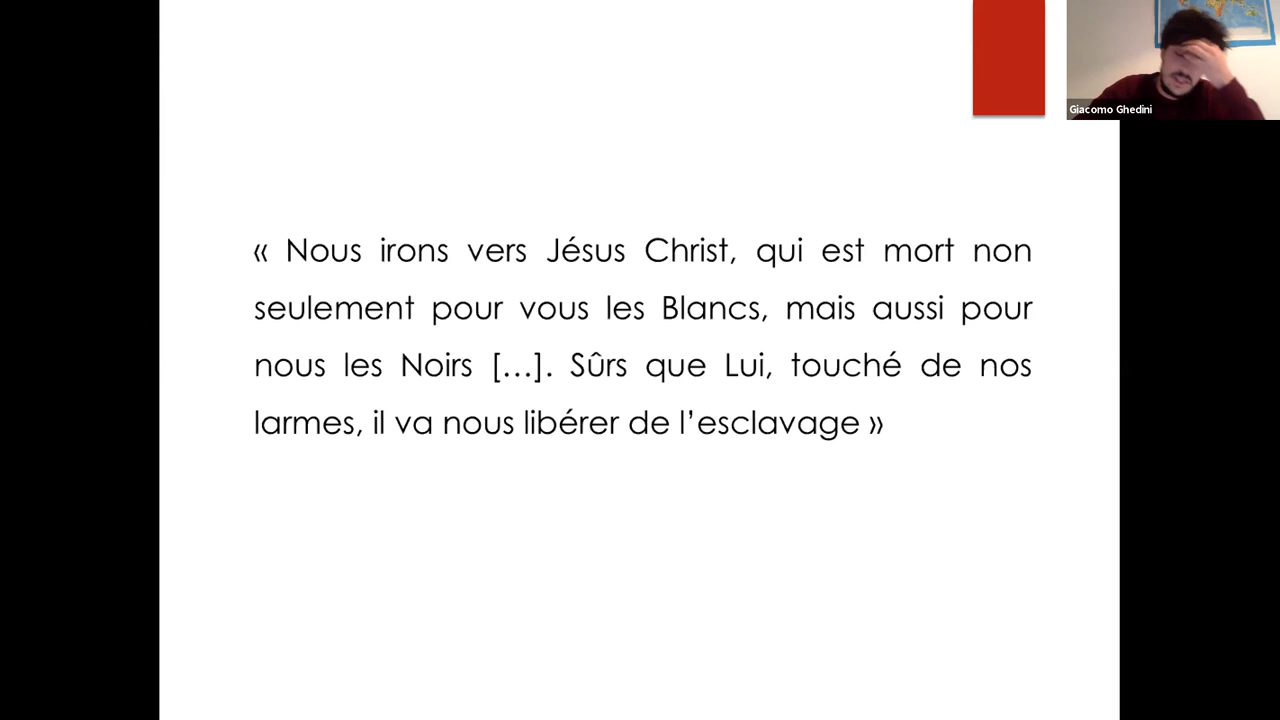 Giacomo Ghedini
« Nous irons vers Jésus Christ, qui est mort non
seulement pour vous les Blancs, mais aussi pour
nous les Noirs […]. Sûrs que Lui, touché de nos
larmes, il va nous libérer de l’esclavage »